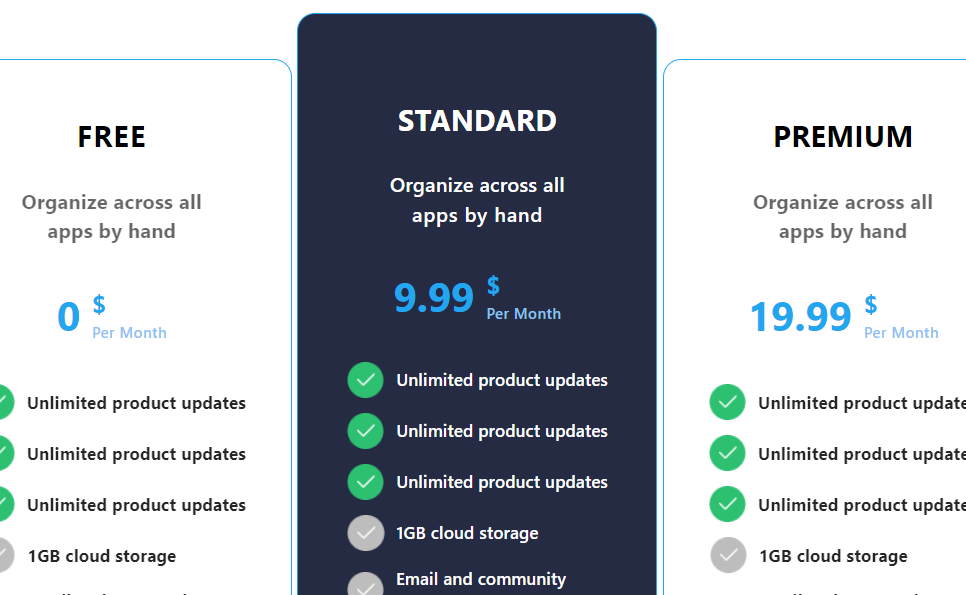 FREE
Organize across all
apps by hand
0 $
Per Month
Unlimited product updates
Unlimited product updates
Unlimited product updates
1GB cloud storage
STANDARD
Organize across all
apps by hand
9.99 $
Per Month
Unlimited product updates
Unlimited product updates
Unlimited product updates
1GB cloud storage
Email and community
PREMIUM
Organize across all
apps by hand
19.99 $
Per Month
Unlimited product update
Unlimited product update
Unlimited product update
1GB cloud storage